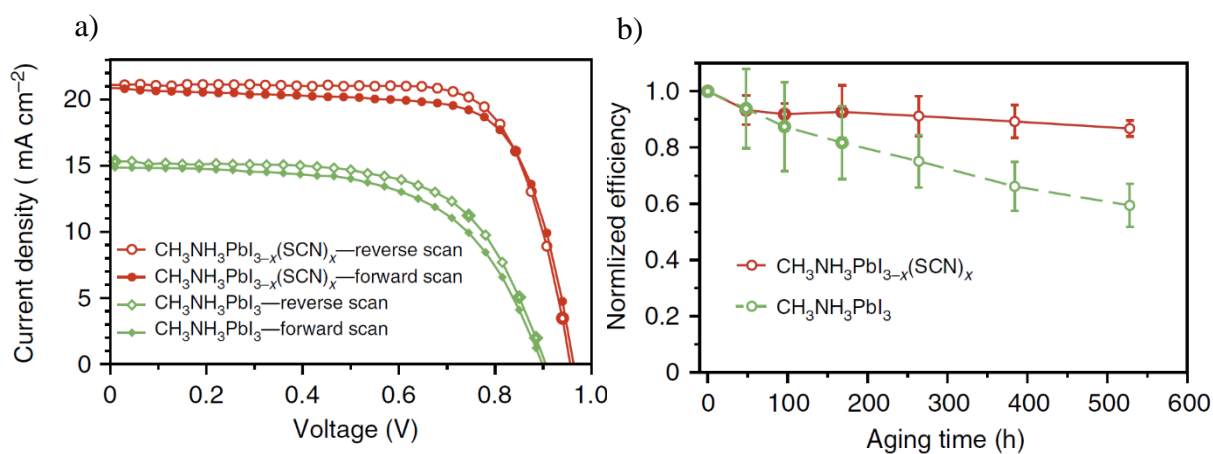 a)
Current density ( mA cm⁻²)
20
15
10
5
0
CH₃NH₃PbI₃₋ₓ(SCN)ₓ—reverse scan
CH₃NH₃PbI₃₋ₓ(SCN)ₓ—forward scan
CH₃NH₃PbI₃—reverse scan
CH₃NH₃PbI₃—forward scan
0 0.2 0.4 0.6 0.8 1.0
Voltage (V)
b)
Normlized efficiency
1.0
0.8
0.6
0.4
0.2
0
CH₃NH₃PbI₃₋ₓ(SCN)ₓ
CH₃NH₃PbI₃
0 100 200 300 400 500 600
Aging time (h)